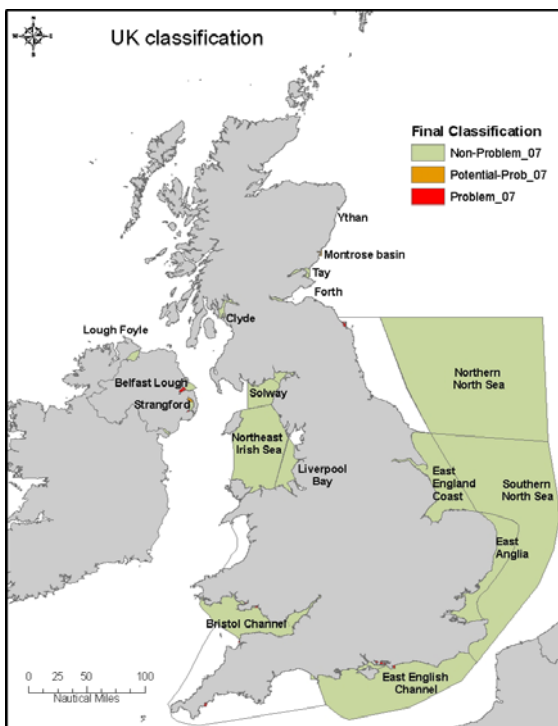 UK classification
N
W
E
S
Final Classification
Non-Problem_07
Potential-Prob_07
Problem_07
Ythan
Montrose basin
Tay
Forth
Clyde
Lough Foyle
Belfast Lough
Strangford
Solway
Northeast
Irish Sea
Liverpool
Bay
Northern
North Sea
East
England
Coast
Southern
North Sea
East
Anglia
Bristol Channel
East English
Channel
0 25 50 100
Nautical Miles